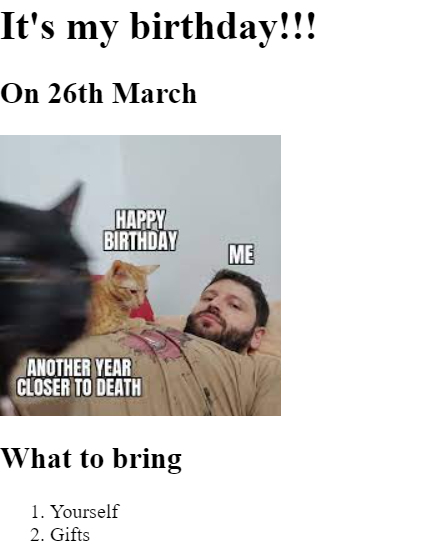 It's my birthday!!!
On 26th March
HAPPY
BIRTHDAY
ME
ANOTHER YEAR
CLOSER TO DEATH
What to bring
1. Yourself
2. Gifts